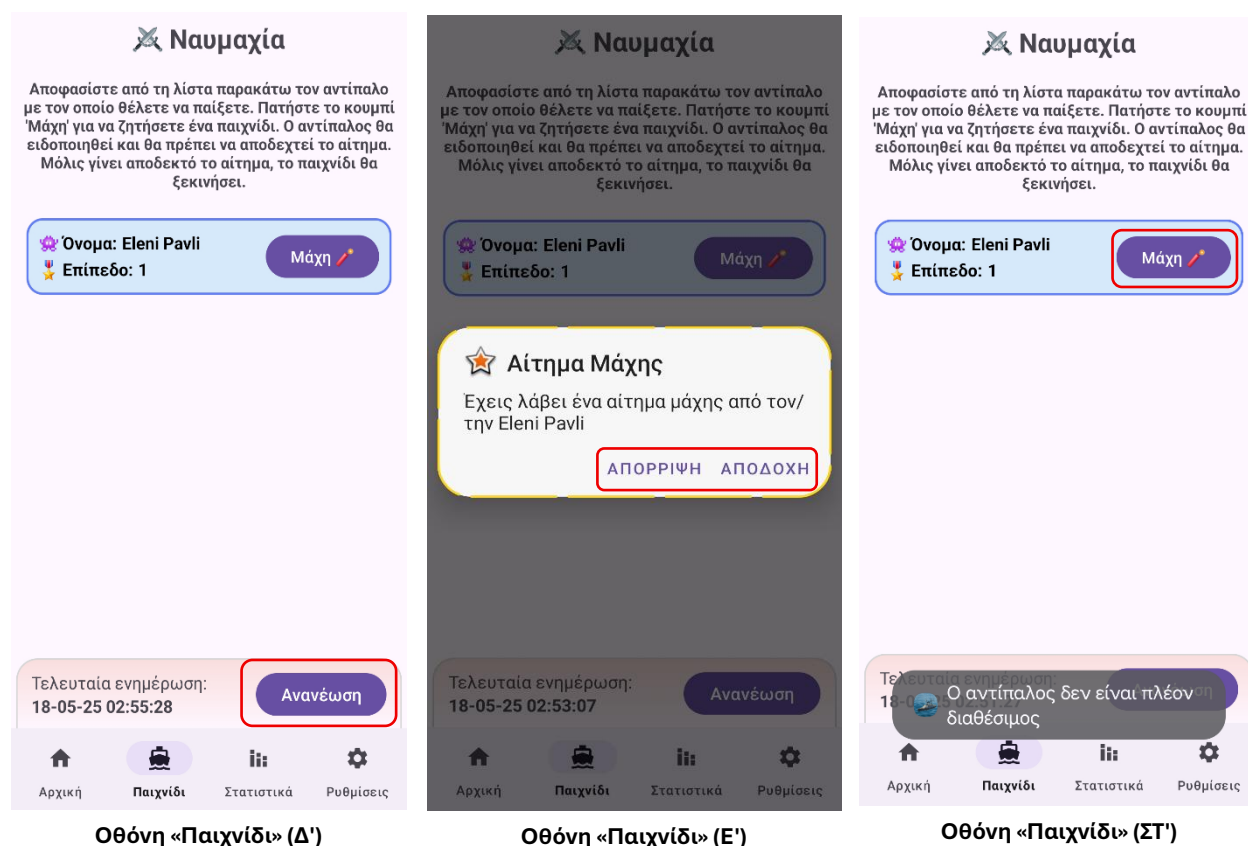 Ναυμαχία
Αποφασίστε από τη λίστα παρακάτω τον αντίπαλο
με τον οποίο θέλετε να παίξετε. Πατήστε το κουμπί
'Μάχη' για να ζητήσετε ένα παιχνίδι. Ο αντίπαλος θα
ειδοποιηθεί και θα πρέπει να αποδεχτεί το αίτημα.
Μόλις γίνει αποδεκτό το αίτημα, το παιχνίδι θα
ξεκινήσει.
Όνομα: Eleni Pavli
Επίπεδο: 1
Μάχη
Τελευταία ενημέρωση:
18-05-25 02:55:28
Ανανέωση
Αρχική
Παιχνίδι
Στατιστικά
Ρυθμίσεις
Οθόνη «Παιχνίδι» (Δ')
Ναυμαχία
Αποφασίστε από τη λίστα παρακάτω τον αντίπαλο
με τον οποίο θέλετε να παίξετε. Πατήστε το κουμπί
'Μάχη' για να ζητήσετε ένα παιχνίδι. Ο αντίπαλος θα
ειδοποιηθεί και θα πρέπει να αποδεχτεί το αίτημα.
Μόλις γίνει αποδεκτό το αίτημα, το παιχνίδι θα
ξεκινήσει.
Όνομα: Eleni Pavli
Επίπεδο: 1
Μάχη
Αίτημα Μάχης
Έχεις λάβει ένα αίτημα μάχης από τον/
την Eleni Pavli
ΑΠΟΡΡΙΨΗ
ΑΠΟΔΟΧΗ
Τελευταία ενημέρωση:
18-05-25 02:53:07
Ανανέωση
Αρχική
Παιχνίδι
Στατιστικά
Ρυθμίσεις
Οθόνη «Παιχνίδι» (Ε')
Ναυμαχία
Αποφασίστε από τη λίστα παρακάτω τον αντίπαλο
με τον οποίο θέλετε να παίξετε. Πατήστε το κουμπί
'Μάχη' για να ζητήσετε ένα παιχνίδι. Ο αντίπαλος θα
ειδοποιηθεί και θα πρέπει να αποδεχτεί το αίτημα.
Μόλις γίνει αποδεκτό το αίτημα, το παιχνίδι θα
ξεκινήσει.
Όνομα: Eleni Pavli
Επίπεδο: 1
Μάχη
Ο αντίπαλος δεν είναι πλέον
διαθέσιμος
Αρχική
Παιχνίδι
Στατιστικά
Ρυθμίσεις
Οθόνη «Παιχνίδι» (ΣΤ')